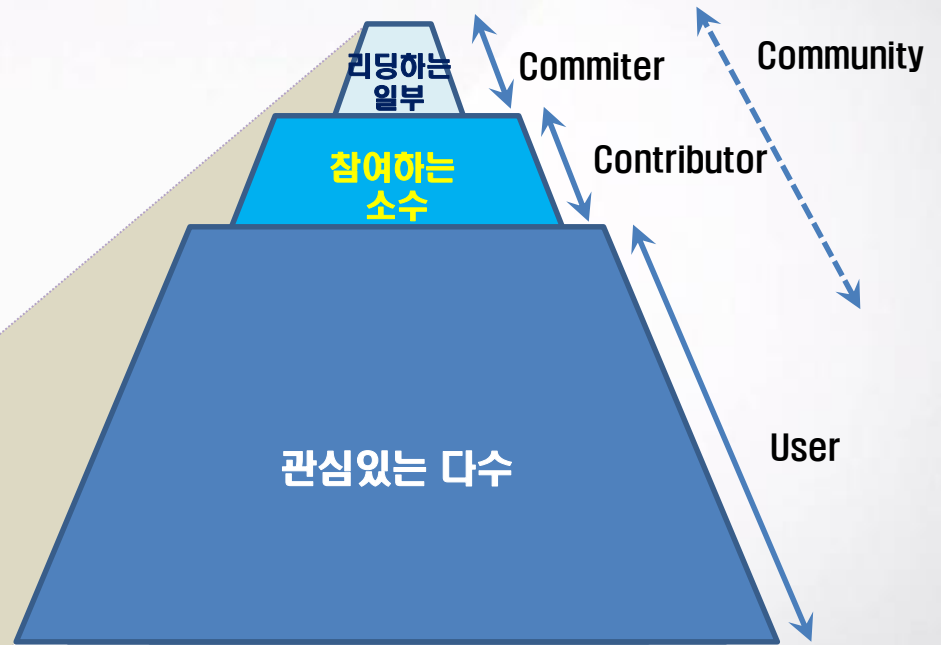 리딩하는
일부
Commiter
Community
참여하는
소수
Contributor
관심있는 다수
User